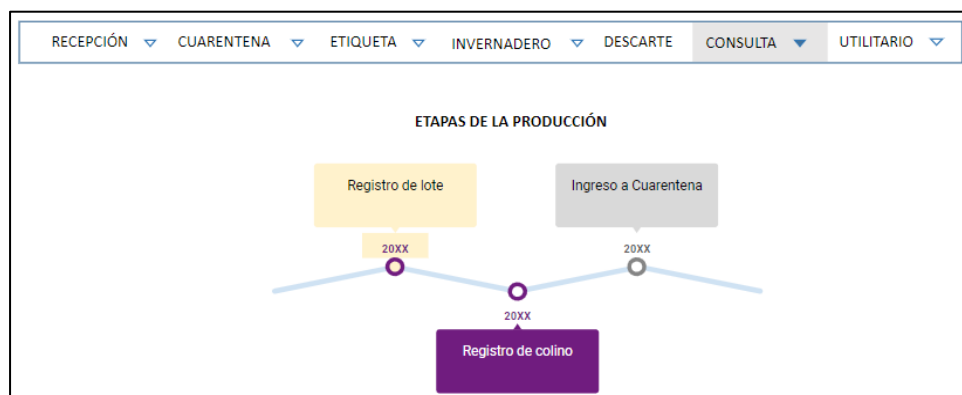 RECEPCIÓN CUARENTENA ETIQUETA INVERNADERO DESCARTE CONSULTA UTILITARIO
ETAPAS DE LA PRODUCCIÓN
Registro de lote
Ingreso a Cuarentena
20XX
20XX
20XX
Registro de colino